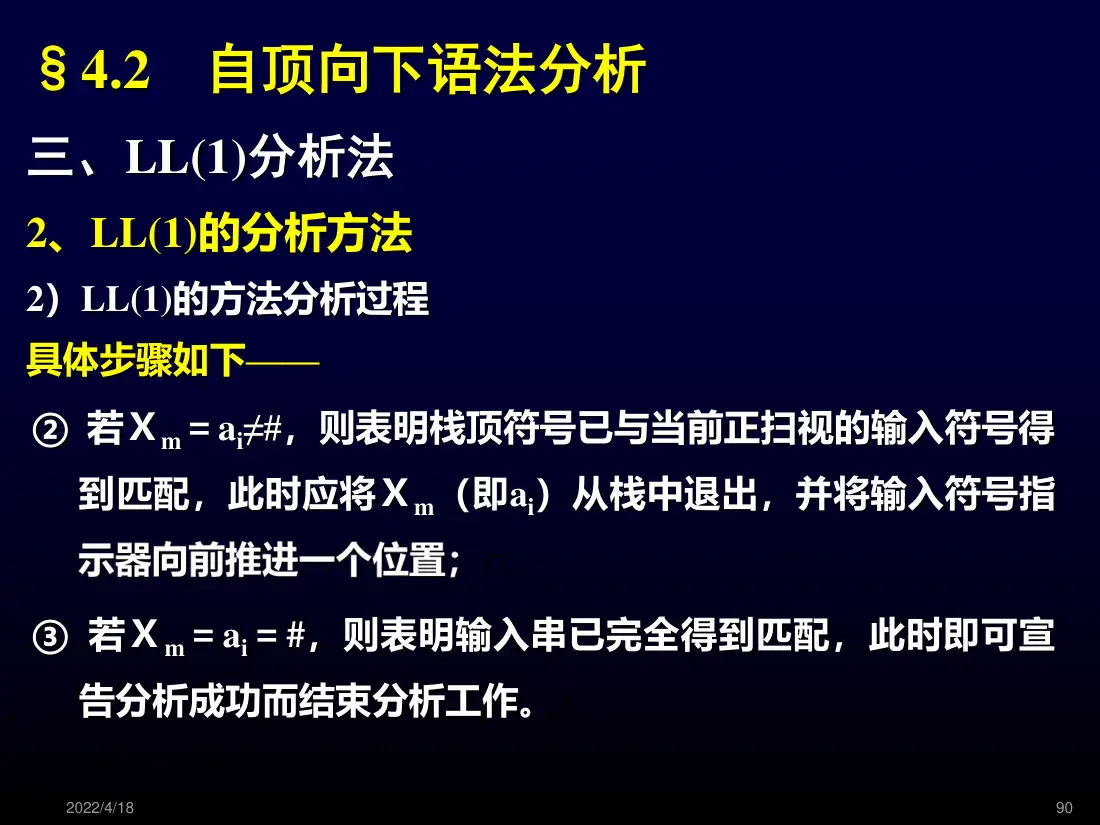 §4.2 自顶向下语法分析
三、LL(1)分析法
2、LL(1)的分析方法
2）LL(1)的方法分析过程
具体步骤如下——
② 若Xm＝ai≠#，则表明栈顶符号已与当前正扫视的输入符号得
到匹配，此时应将Xm（即ai）从栈中退出，并将输入符号指
示器向前推进一个位置；
③ 若Xm＝ai＝#，则表明输入串已完全得到匹配，此时即可宣
告分析成功而结束分析工作。
2022/4/18
90